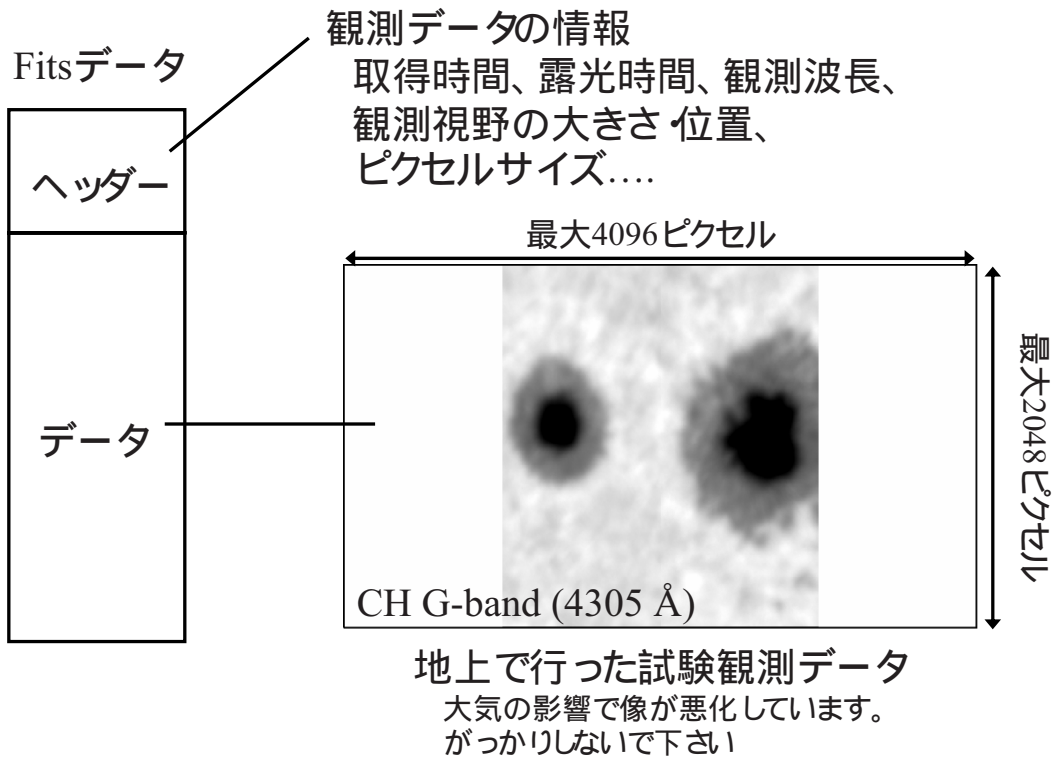 Fitsデータ
ヘッダー
データ
観測データの情報
取得時間、露光時間、観測波長、
観測視野の大きさ・位置、
ピクセルサイズ….
最大4096ピクセル
最大2048ピクセル
CH G-band (4305 Å)
地上で行った試験観測データ
大気の影響で像が悪化しています。
がっかりしないで下さい